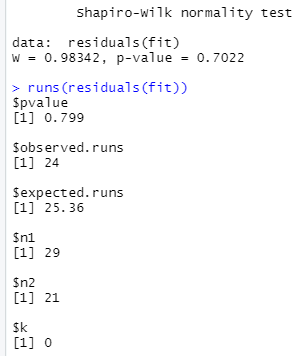 Shapiro-Wilk normality test
data:  residuals(fit)
W = 0.98342, p-value = 0.7022
> runs(residuals(fit))
$pvalue
[1] 0.799
$observed.runs
[1] 24
$expected.runs
[1] 25.36
$n1
[1] 29
$n2
[1] 21
$k
[1] 0